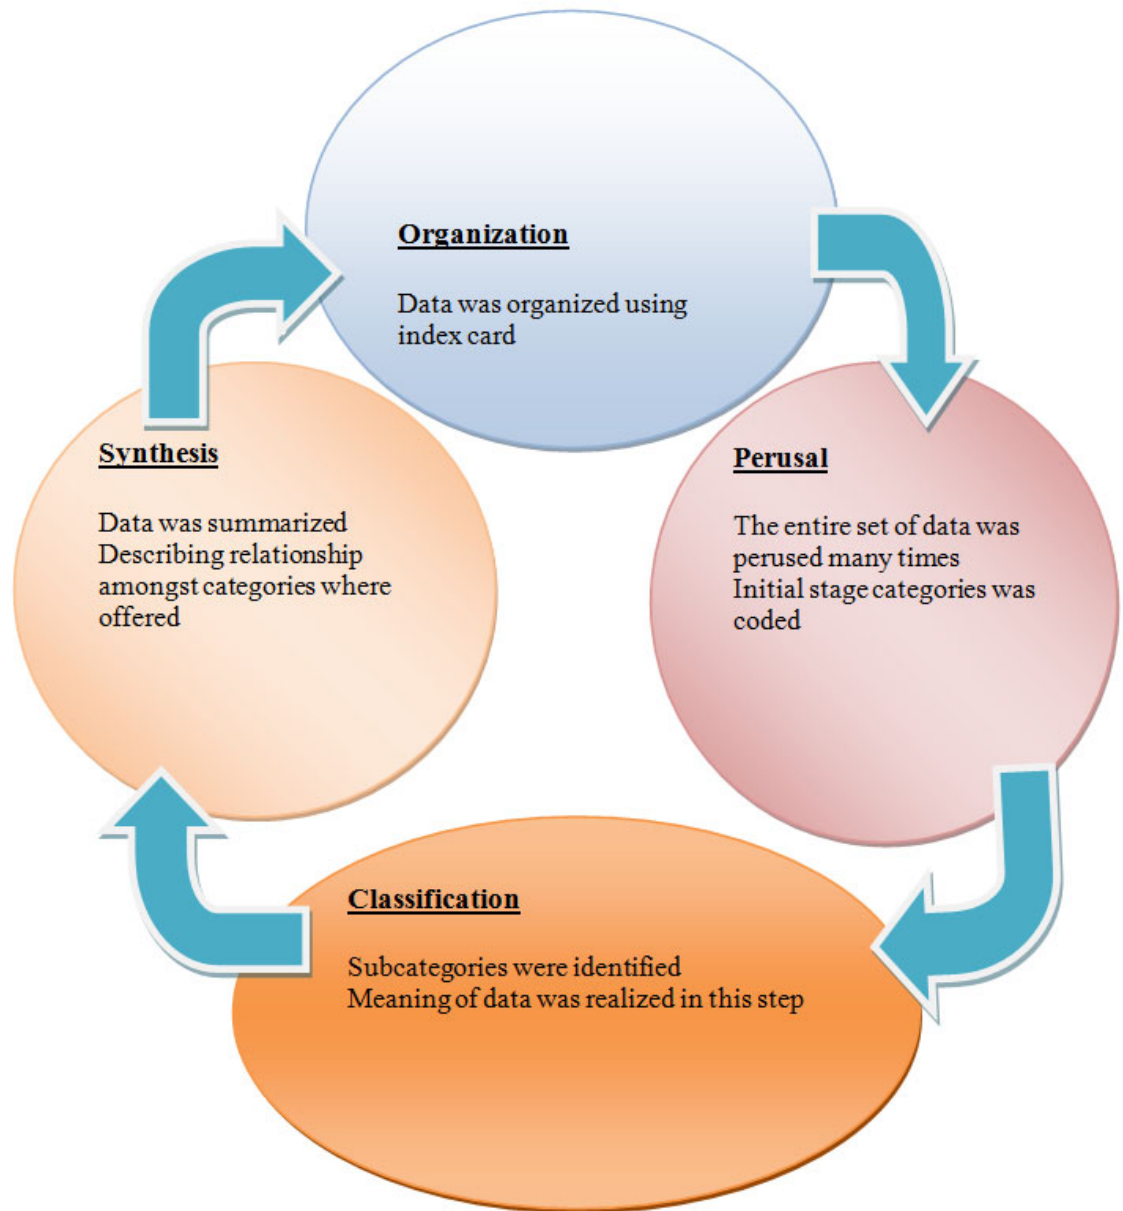 Organization
Data was organized using
index card
Perusal
The entire set of data was
perused many times
Initial stage categories was
coded
Classification
Subcategories were identified
Meaning of data was realized in this step
Synthesis
Data was summarized
Describing relationship
amongst categories where
offered